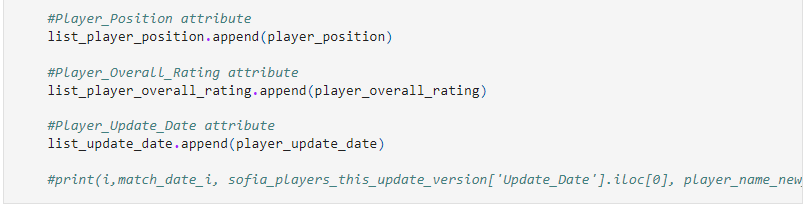 #Player_Position attribute
list_player_position.append(player_position)
#Player_Overall_Rating attribute
list_player_overall_rating.append(player_overall_rating)
#Player_Update_Date attribute
list_update_date.append(player_update_date)
#print(i,match_date_i, sofia_players_this_update_version['Update_Date'].iloc[0], player_name_new